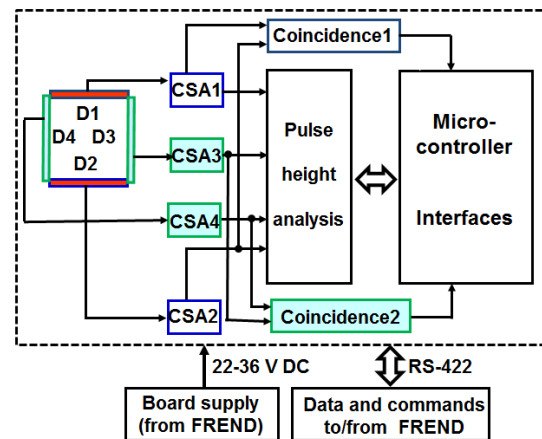 Coincidence1
CSA1
D1
D4 D3
D2
CSA3
CSA4
CSA2
Pulse
height
analysis
Micro-
controller
Interfaces
Coincidence2
22-36 V DC
RS-422
Board supply
(from FREND)
Data and commands
to/from FREND